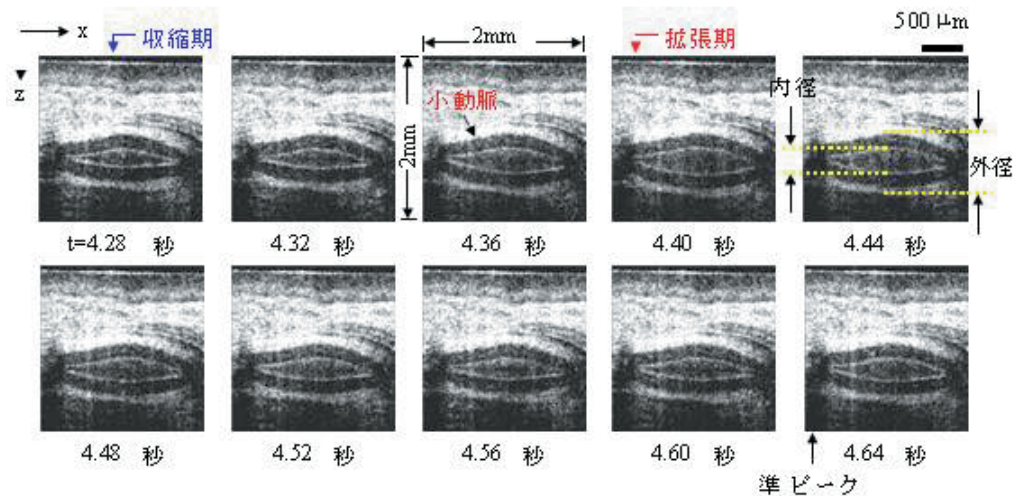 x
収縮期
2mm
拡張期
500 μm
z
小動脈
2mm
内径
外径
t=4.28 秒
4.32 秒
4.36 秒
4.40 秒
4.44 秒
4.48 秒
4.52 秒
4.56 秒
4.60 秒
4.64 秒
準ピーク